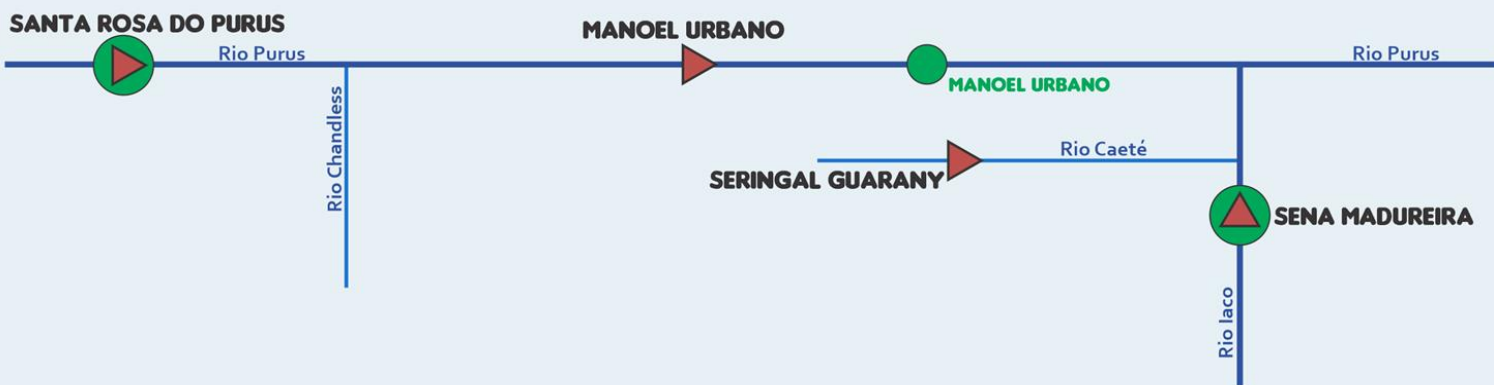 SANTA ROSA DO PURUS
MANOEL URBANO
Rio Purus
Rio Purus
MANOEL URBANO
Rio Chandless
Rio Caeté
SERINGAL GUARANY
SENA MADUREIRA
Rio Iaco